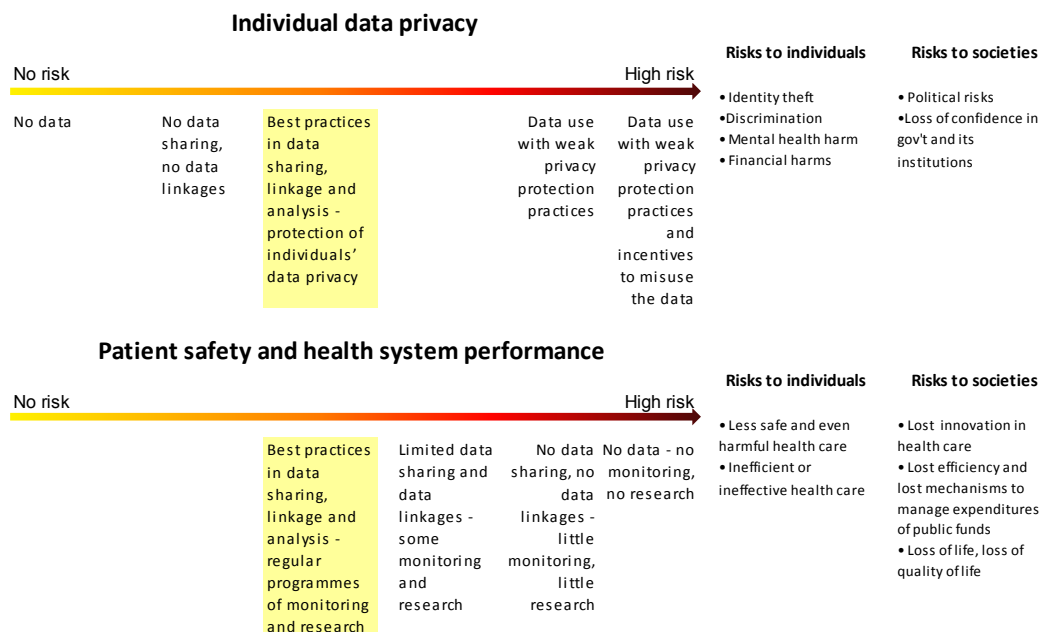 Individual data privacy
No risk
High risk
No data
No data
sharing,
no data
linkages
Best practices
in data
sharing,
linkage and
analysis -
protection of
individuals’
data privacy
Data use
with weak
privacy
protection
practices
Data use
with weak
privacy
protection
practices
and
incentives
to misuse
the data
Risks to individuals
• Identity theft
•Discrimination
• Mental health harm
• Financial harms
Risks to societies
• Political risks
•Loss of confidence in
gov't and its
institutions
Patient safety and health system performance
No risk
High risk
Best practices
in data
sharing,
linkage and
analysis -
regular
programmes
of monitoring
and research
Limited data
sharing and
data
linkages -
some
monitoring
and
research
No data
sharing, no
data
linkages -
little
monitoring,
little
research
No data - no
monitoring,
no research
Risks to individuals
• Less safe and even
harmful health care
• Inefficient or
ineffective health care
Risks to societies
• Lost innovation in
health care
• Lost efficiency and
lost mechanisms to
manage expenditures
of public funds
• Loss of life, loss of
quality of life